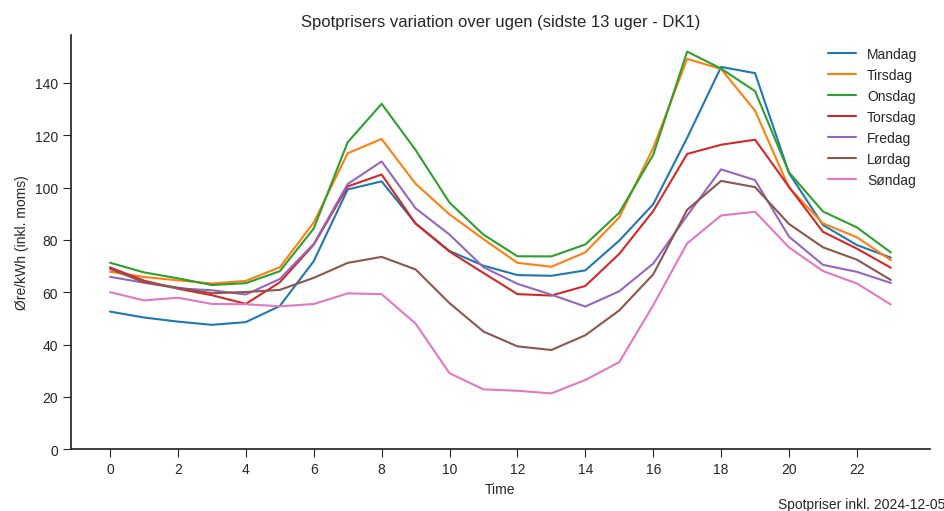 Spotprisers variation over ugen (sidste 13 uger - DK1)
Øre/kWh (inkl. moms)
140
120
100
80
60
40
20
0
0 2 4 6 8 10 12 14 16 18 20 22
Time
Mandag
Tirsdag
Onsdag
Torsdag
Fredag
Lørdag
Søndag
Spotpriser inkl. 2024-12-05